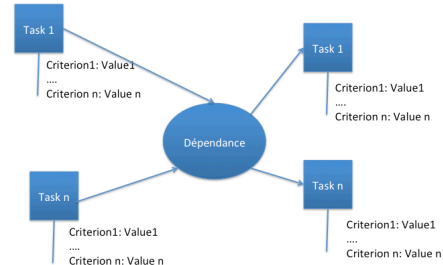 Task 1
Criterion1: Value1
....
Criterion n: Value n
Task 1
Criterion1: Value1
....
Criterion n: Value n
Dépendance
Task n
Criterion1: Value1
....
Criterion n: Value n
Task n
Criterion1: Value1
....
Criterion n: Value n